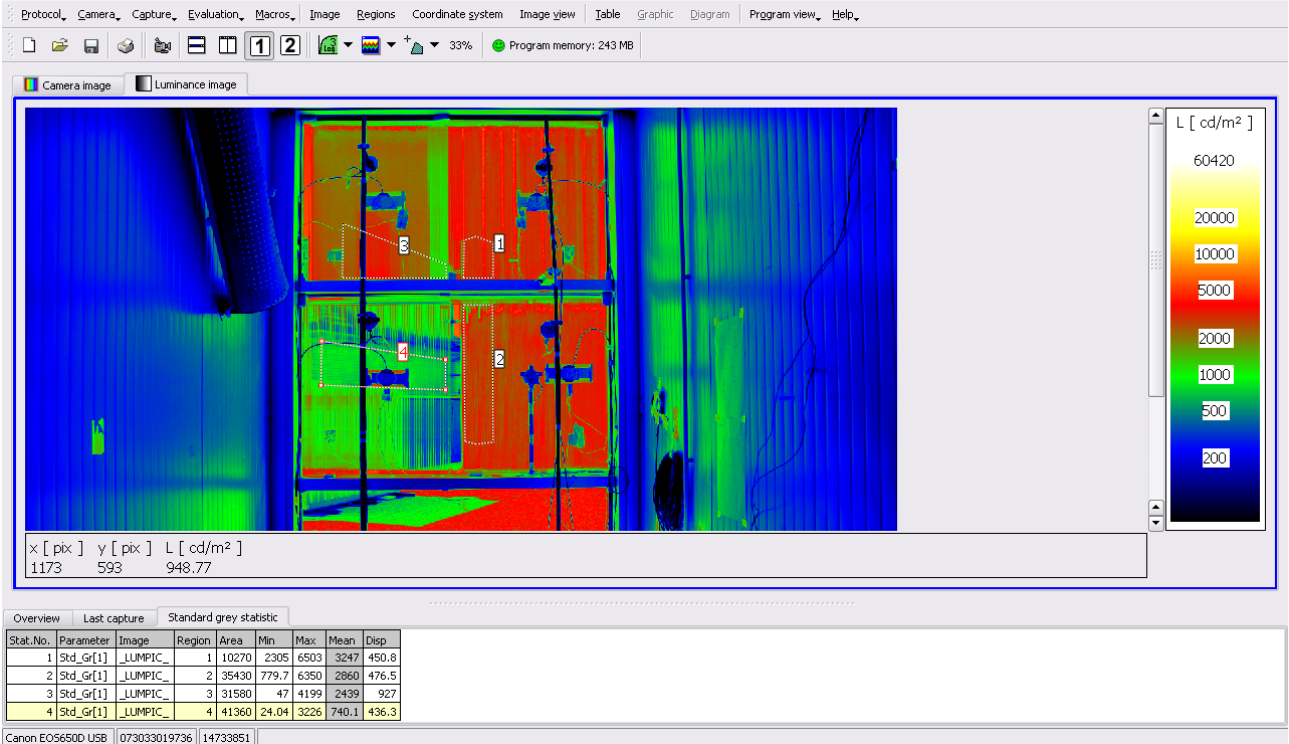 Protocol Camera Capture Evaluation Macros Image Regions Coordinate system Image view Table Graphic Diagram Program view Help
1 2 log 33% Program memory: 243 MB
Camera image Luminance image
L [ cd/m² ]
60420
20000
10000
5000
2000
1000
500
200
3 1
4 2
x [ pix ] y [ pix ] L [ cd/m² ]
1173 593 948.77
Overview Last capture Standard grey statistic
Stat.No. Parameter Image Region Area Min Max Mean Disp
1 Std_Gr[1] _LUMPIC_ 1 10270 2305 6503 3247 450.8
2 Std_Gr[1] _LUMPIC_ 2 35430 779.7 6350 2860 476.5
3 Std_Gr[1] _LUMPIC_ 3 31580 47 4199 2439 927
4 Std_Gr[1] _LUMPIC_ 4 41360 24.04 3226 740.1 436.3
Canon EOS650D USB 073033019736 14733851